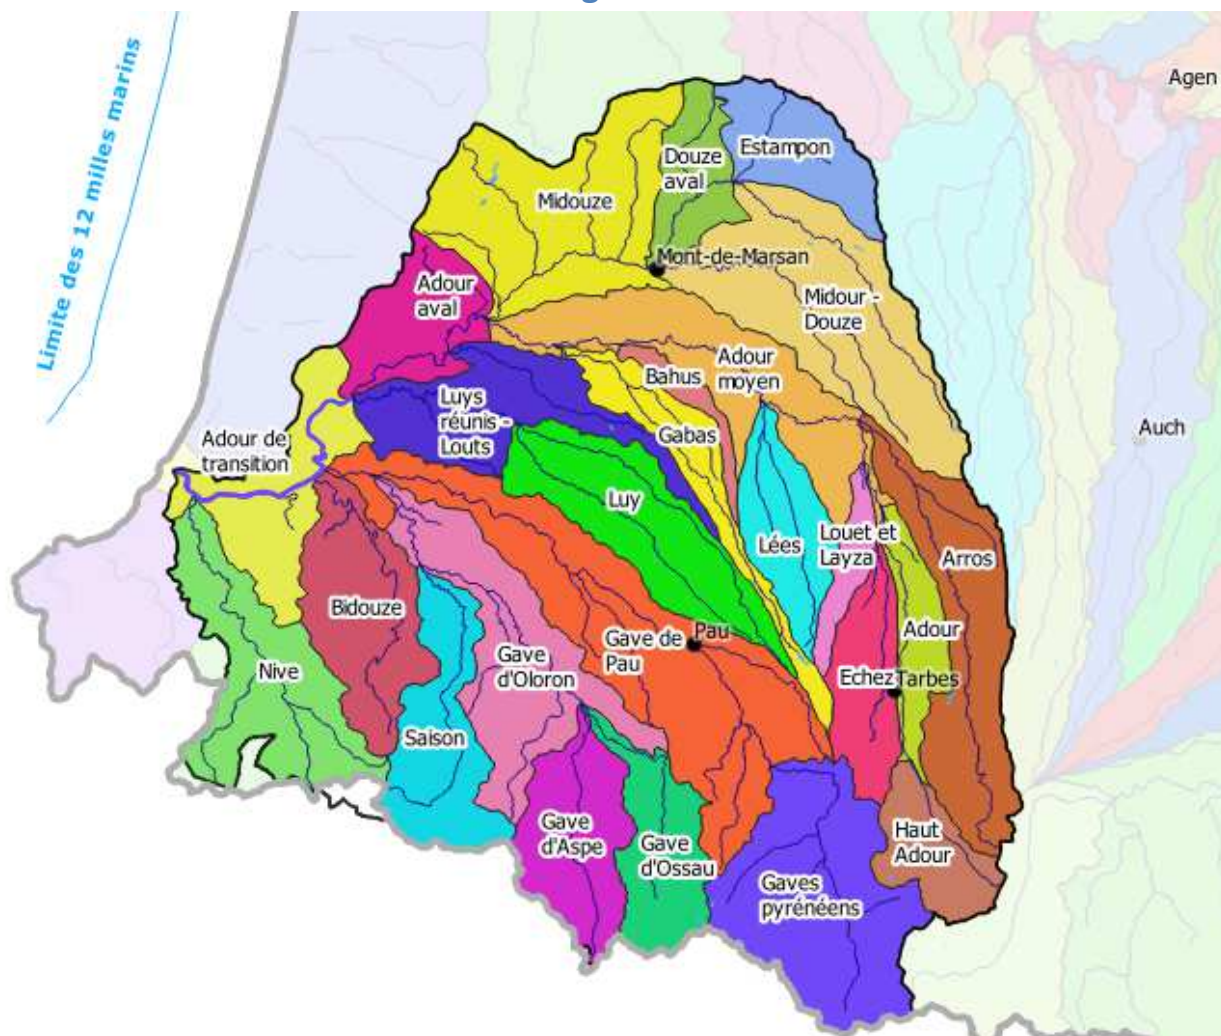 Limite des 12 milles marins
Agen
Estampon
Douze
aval
Midouze
Mont-de-Marsan
Adour
aval
Midour -
Douze
Adour
moyen
Bahus
Luys
réunis -
Louts
Gabas
Auch
Adour de
transition
Luy
Lées
Louet et
Layza
Arros
Bidouze
Adour
Pau
Gave de
Pau
Gave
d'Oloron
Nive
Echez
Tarbes
Saison
Gave
d'Aspe
Gave
d'Ossau
Haut
Adour
Gaves
pyrénéens